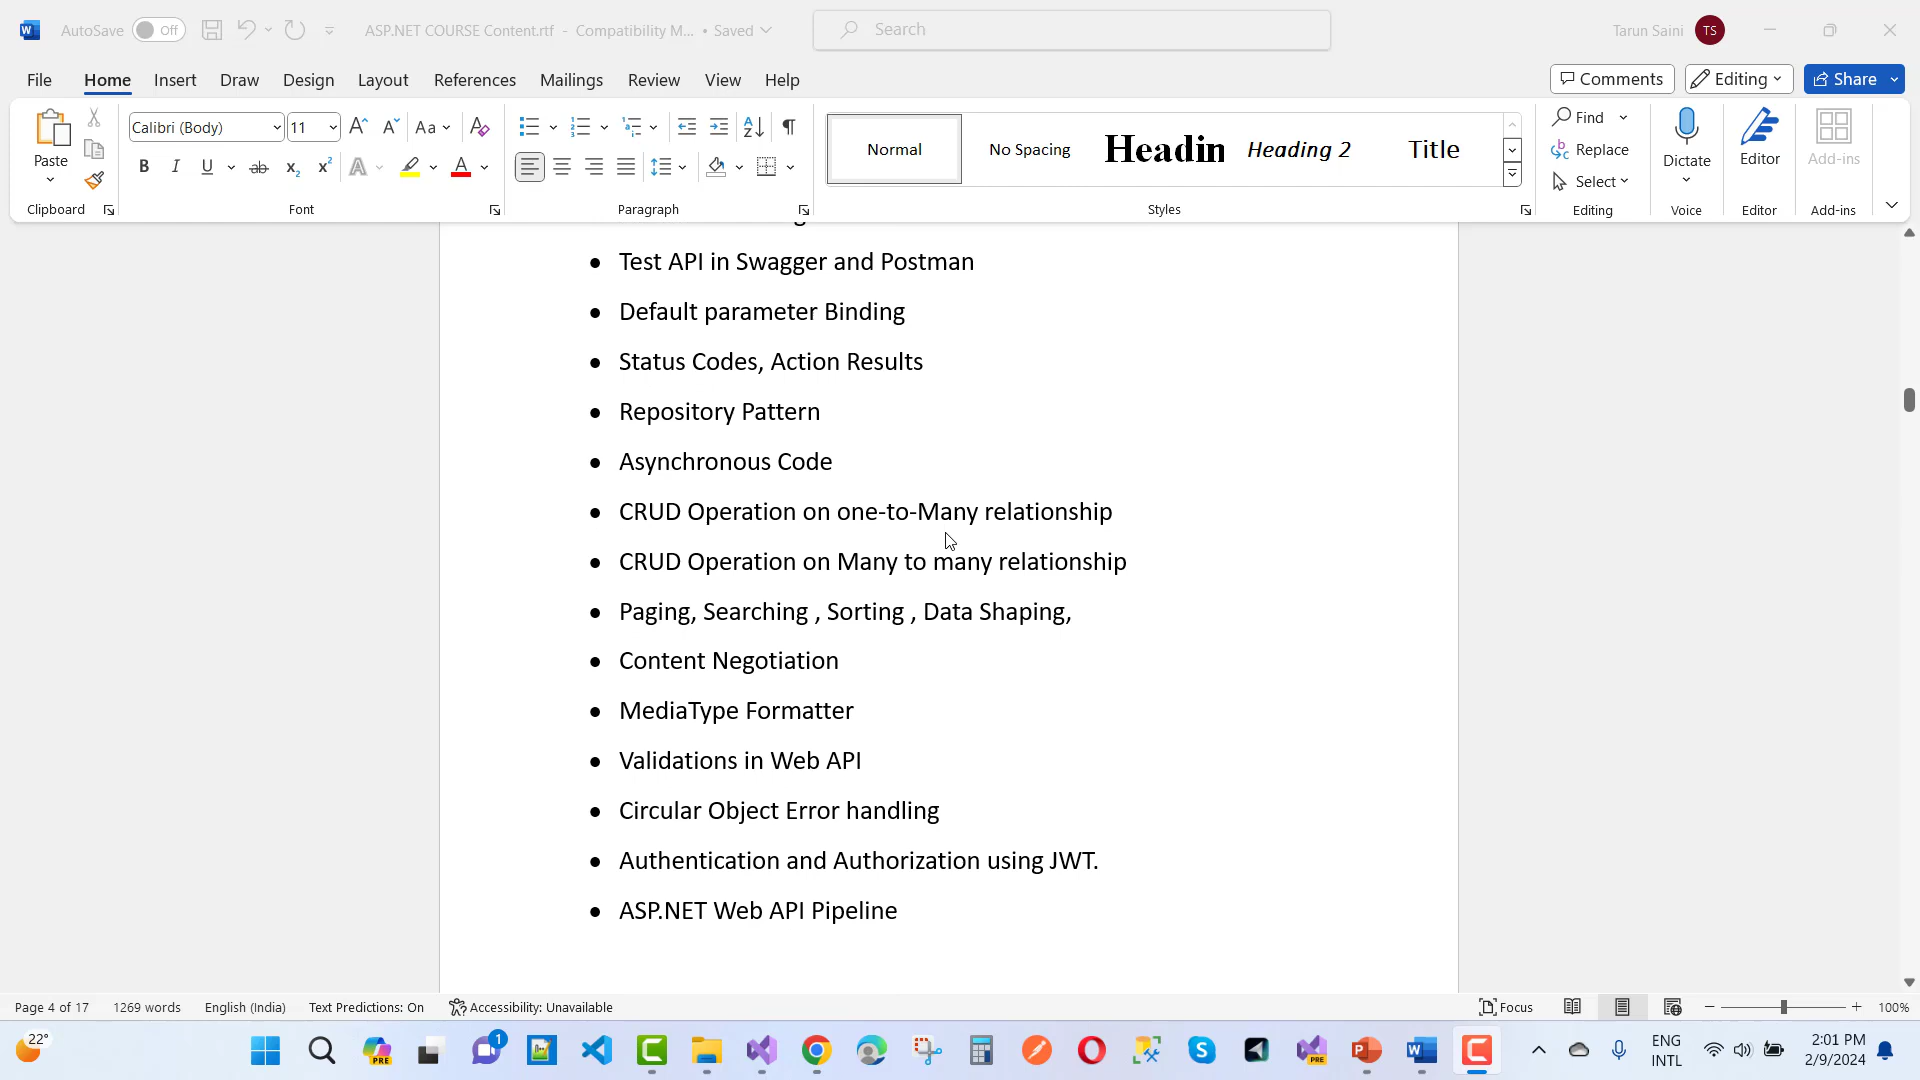 AutoSave Off ASP.NET COURSE Content.rtf - Compatibility M... • Saved Search Tarun Saini TS
File Home Insert Draw Design Layout References Mailings Review View Help Comments Editing Share
Paste Calibri (Body) 11 Aa Normal No Spacing Headin Heading 2 Title Find Replace Select Dictate Editor Add-ins
Clipboard Font Paragraph Styles Editing Voice Editor Add-ins
• Test API in Swagger and Postman
• Default parameter Binding
• Status Codes, Action Results
• Repository Pattern
• Asynchronous Code
• CRUD Operation on one-to-Many relationship
• CRUD Operation on Many to many relationship
• Paging, Searching , Sorting , Data Shaping,
• Content Negotiation
• MediaType Formatter
• Validations in Web API
• Circular Object Error handling
• Authentication and Authorization using JWT.
• ASP.NET Web API Pipeline
Page 4 of 17 1269 words English (India) Text Predictions: On Accessibility: Unavailable Focus 100%
22° PRE 1 PRE ENG INTL 2:01 PM
2/9/2024